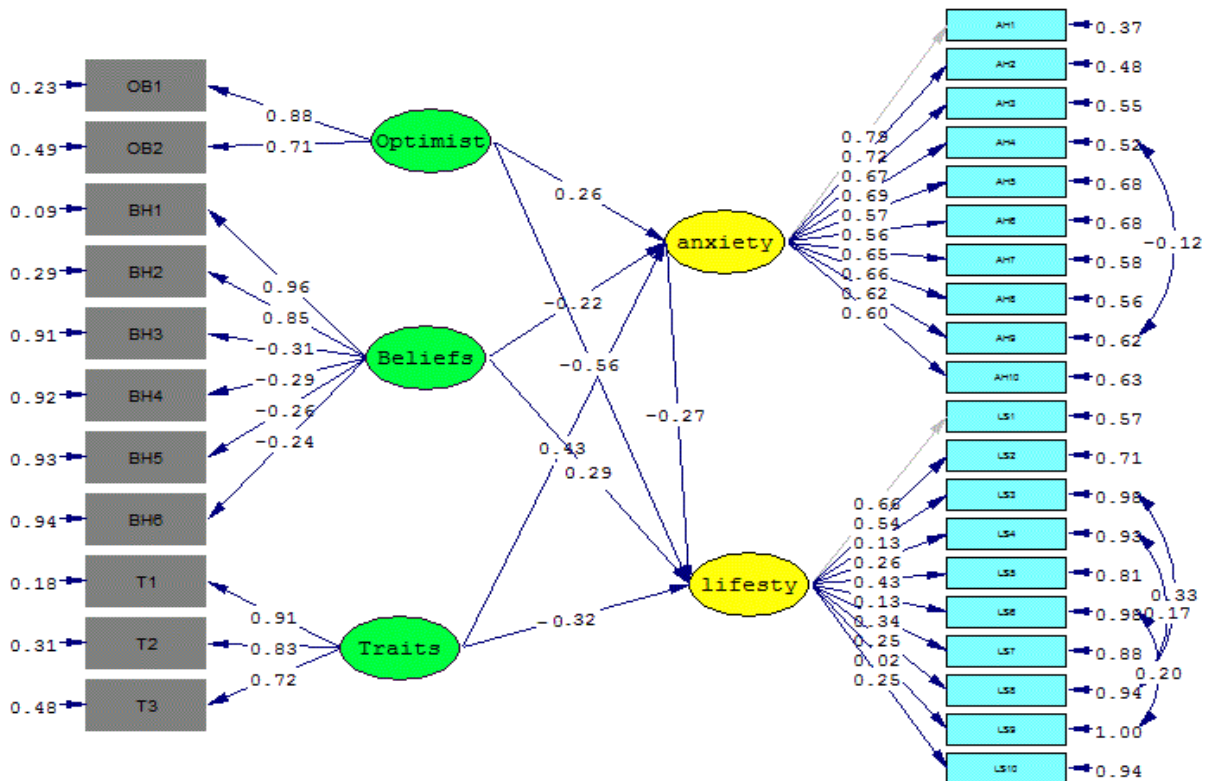 0.23 OB1
0.49 OB2
0.09 BH1
0.29 BH2
0.91 BH3
0.92 BH4
0.93 BH5
0.94 BH6
0.18 T1
0.31 T2
0.48 T3
0.88
0.71
0.96
0.85
-0.31
-0.29
-0.26
-0.24
0.91
0.83
0.72
Optimist
Beliefs
Traits
0.26
-0.22
-0.56
-0.27
0.43
0.29
-0.32
anxiety
lifesty
0.79
0.72
0.67
0.69
0.57
0.56
0.65
0.66
0.62
0.60
0.66
0.54
0.13
0.26
0.43
0.13
0.34
0.25
0.02
0.25
AH1 0.37
AH2 0.48
AH3 0.55
AH4 0.52
AH5 0.68
AH6 0.68
AH7 0.58
AH8 0.56
AH9 0.62
AH10 0.63
LS1 0.57
LS2 0.71
LS3 0.98
LS4 0.93
LS5 0.81
LS6 0.98
LS7 0.88
LS8 0.94
LS9 1.00
LS10 0.94
-0.12
0.33
0.17
0.20